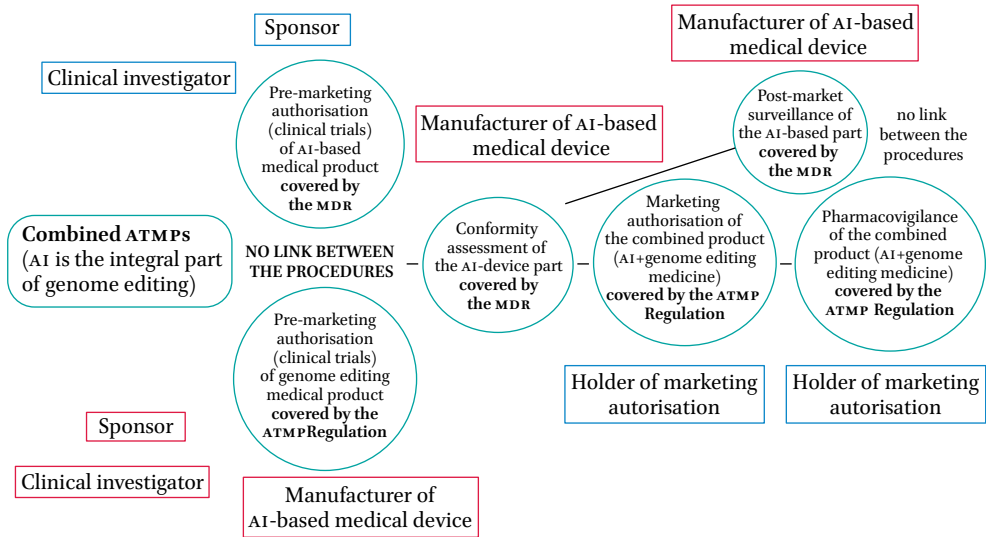 Sponsor
Clinical investigator
Pre-marketing
authorisation
(clinical trials)
of AI-based
medical product
covered by
the MDR
Manufacturer of AI-based
medical device
Manufacturer of AI-based
medical device
Post-market
surveillance of
the AI-based part
covered by
the MDR
no link
between the
procedures
Combined ATMPs
(AI is the integral part
of genome editing)
NO LINK BETWEEN
THE PROCEDURES
Conformity
assessment of
the AI-device part
covered by
the MDR
Marketing
authorisation of
the combined product
(AI+genome editing
medicine)
covered by the ATMP
Regulation
Pharmacovigilance
of the combined
product (AI+genome
editing medicine)
covered by the
ATMP Regulation
Pre-marketing
authorisation
(clinical trials)
of genome editing
medical product
covered by the
ATMPRegulation
Holder of marketing
autorisation
Holder of marketing
autorisation
Sponsor
Clinical investigator
Manufacturer of
AI-based medical device